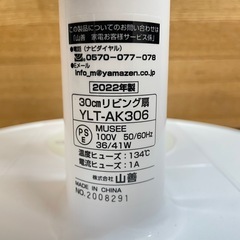 この製品についてのお問い合わせは
「山善 家電お客様サービス係」
●電話(ナビダイヤル)
0570-077-078
●Eメール
info_m@yamazen.co.jp
2022年製
30cmリビング扇
YLT-AK306
PSE
MUSEE
100V 50/60Hz
36/41W
温度ヒューズ:134℃
電流ヒューズ:1A
株式会社 山善
MADE IN CHINA
NO.2008291